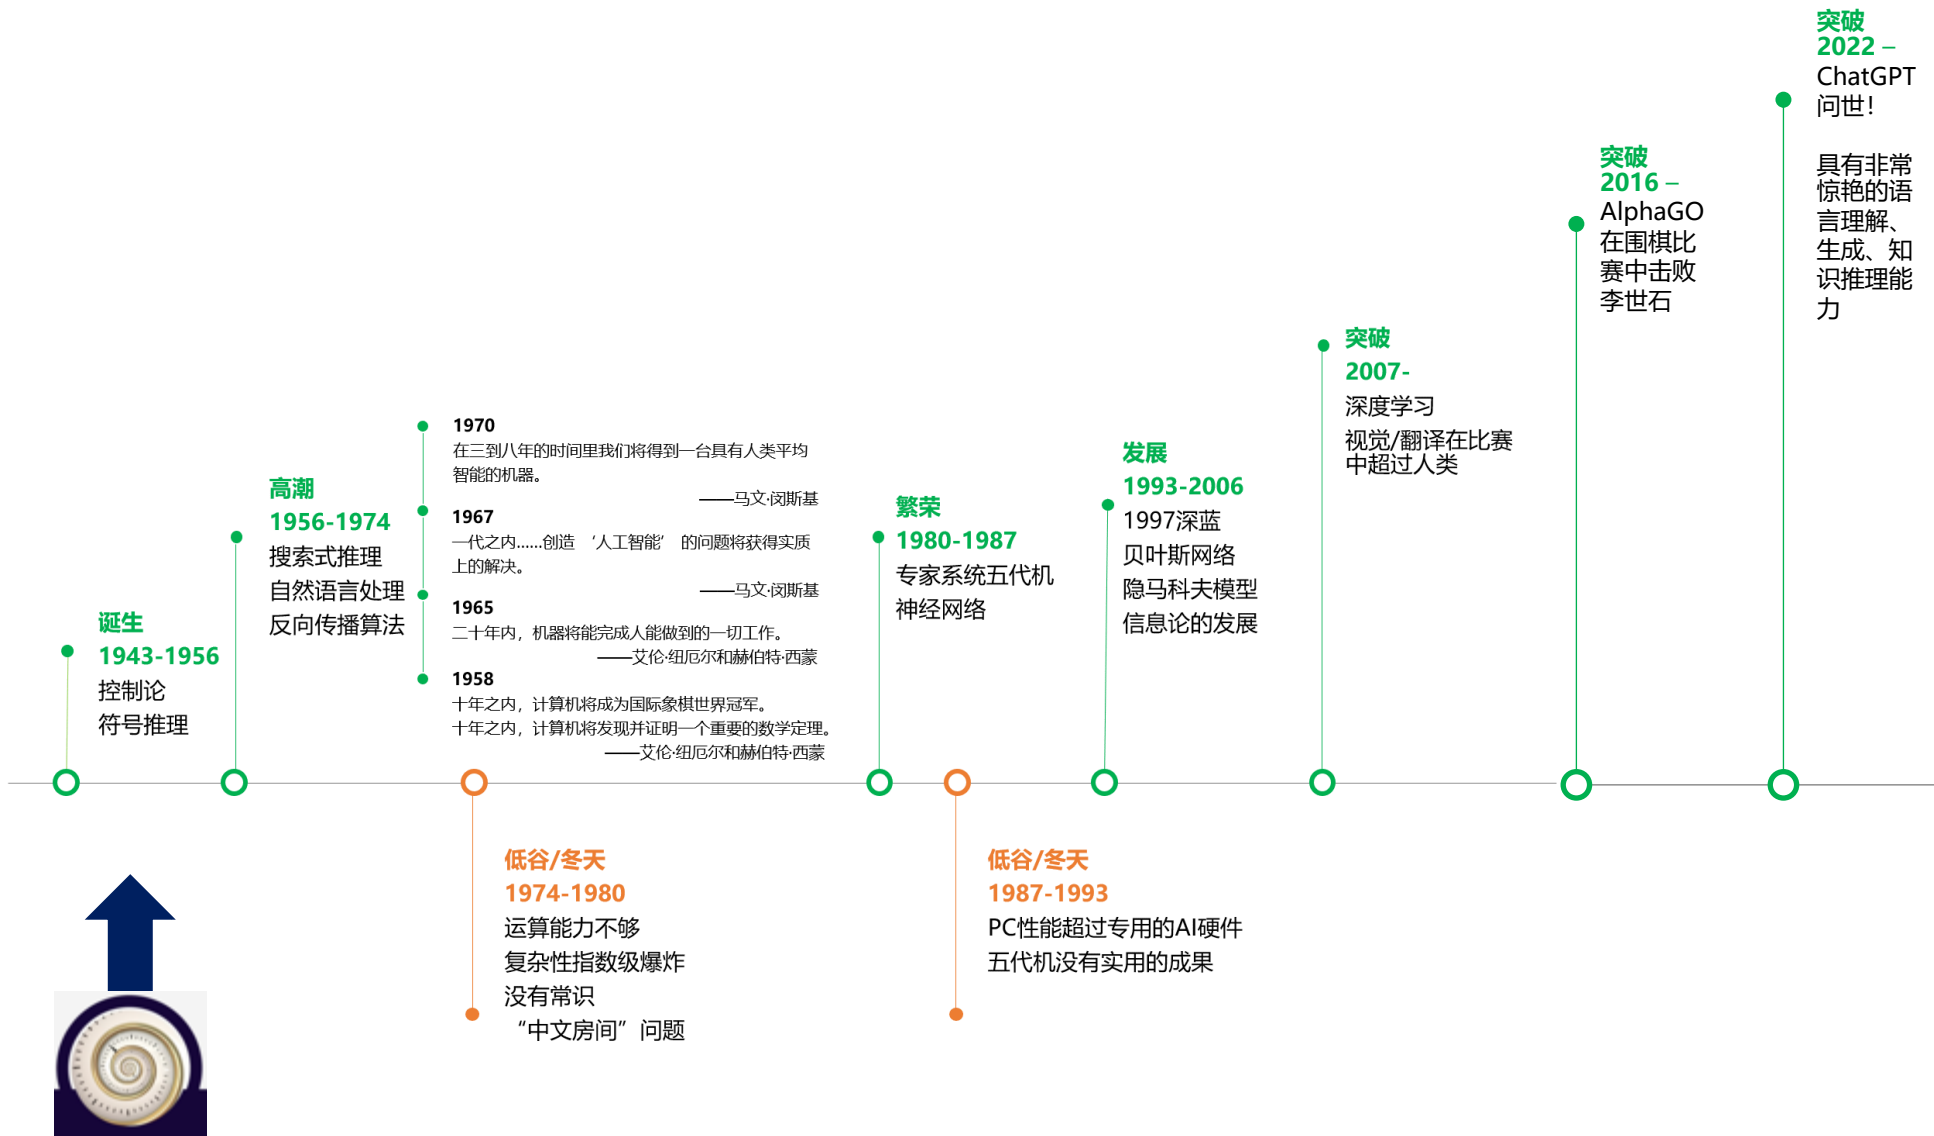 诞生
1943-1956
控制论
符号推理
高潮
1956-1974
搜索式推理
自然语言处理
反向传播算法
1970
在三到八年的时间里我们将得到一台具有人类平均
智能的机器。
——马文·闵斯基
1967
一代之内……创造 ‘人工智能’ 的问题将获得实质
上的解决。
——马文·闵斯基
1965
二十年内，机器将能完成人能做到的一切工作。
——艾伦·纽厄尔和赫伯特·西蒙
1958
十年之内，计算机将成为国际象棋世界冠军。
十年之内，计算机将发现并证明一个重要的数学定理。
——艾伦·纽厄尔和赫伯特·西蒙
低谷/冬天
1974-1980
运算能力不够
复杂性指数级爆炸
没有常识
“中文房间”问题
繁荣
1980-1987
专家系统五代机
神经网络
低谷/冬天
1987-1993
PC性能超过专用的AI硬件
五代机没有实用的成果
发展
1993-2006
1997深蓝
贝叶斯网络
隐马科夫模型
信息论的发展
突破
2007-
深度学习
视觉/翻译在比赛
中超过人类
突破
2016 –
AlphaGO
在围棋比
赛中击败
李世石
突破
2022 –
ChatGPT
问世！
具有非常
惊艳的语
言理解、
生成、知
识推理能
力